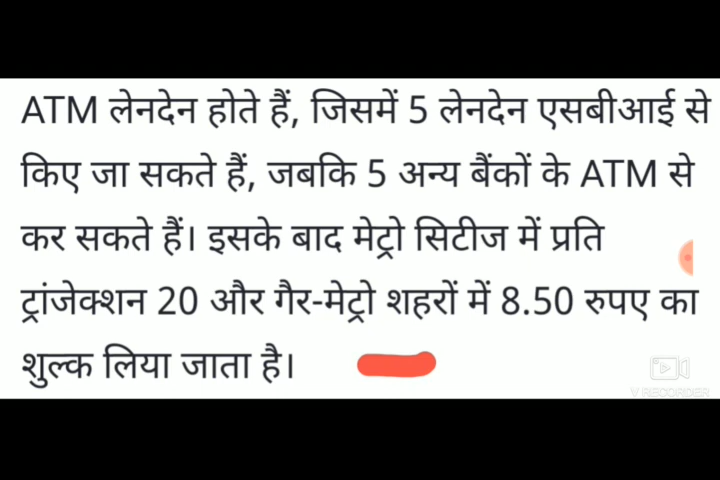 ATM लेनदेन होते हैं, जिसमें 5 लेनदेन एसबीआई से
किए जा सकते हैं, जबकि 5 अन्य बैंकों के ATM से
कर सकते हैं। इसके बाद मेट्रो सिटीज में प्रति
ट्रांजेक्शन 20 और गैर-मेट्रो शहरों में 8.50 रुपए का
शुल्क लिया जाता है।
V RECORDER